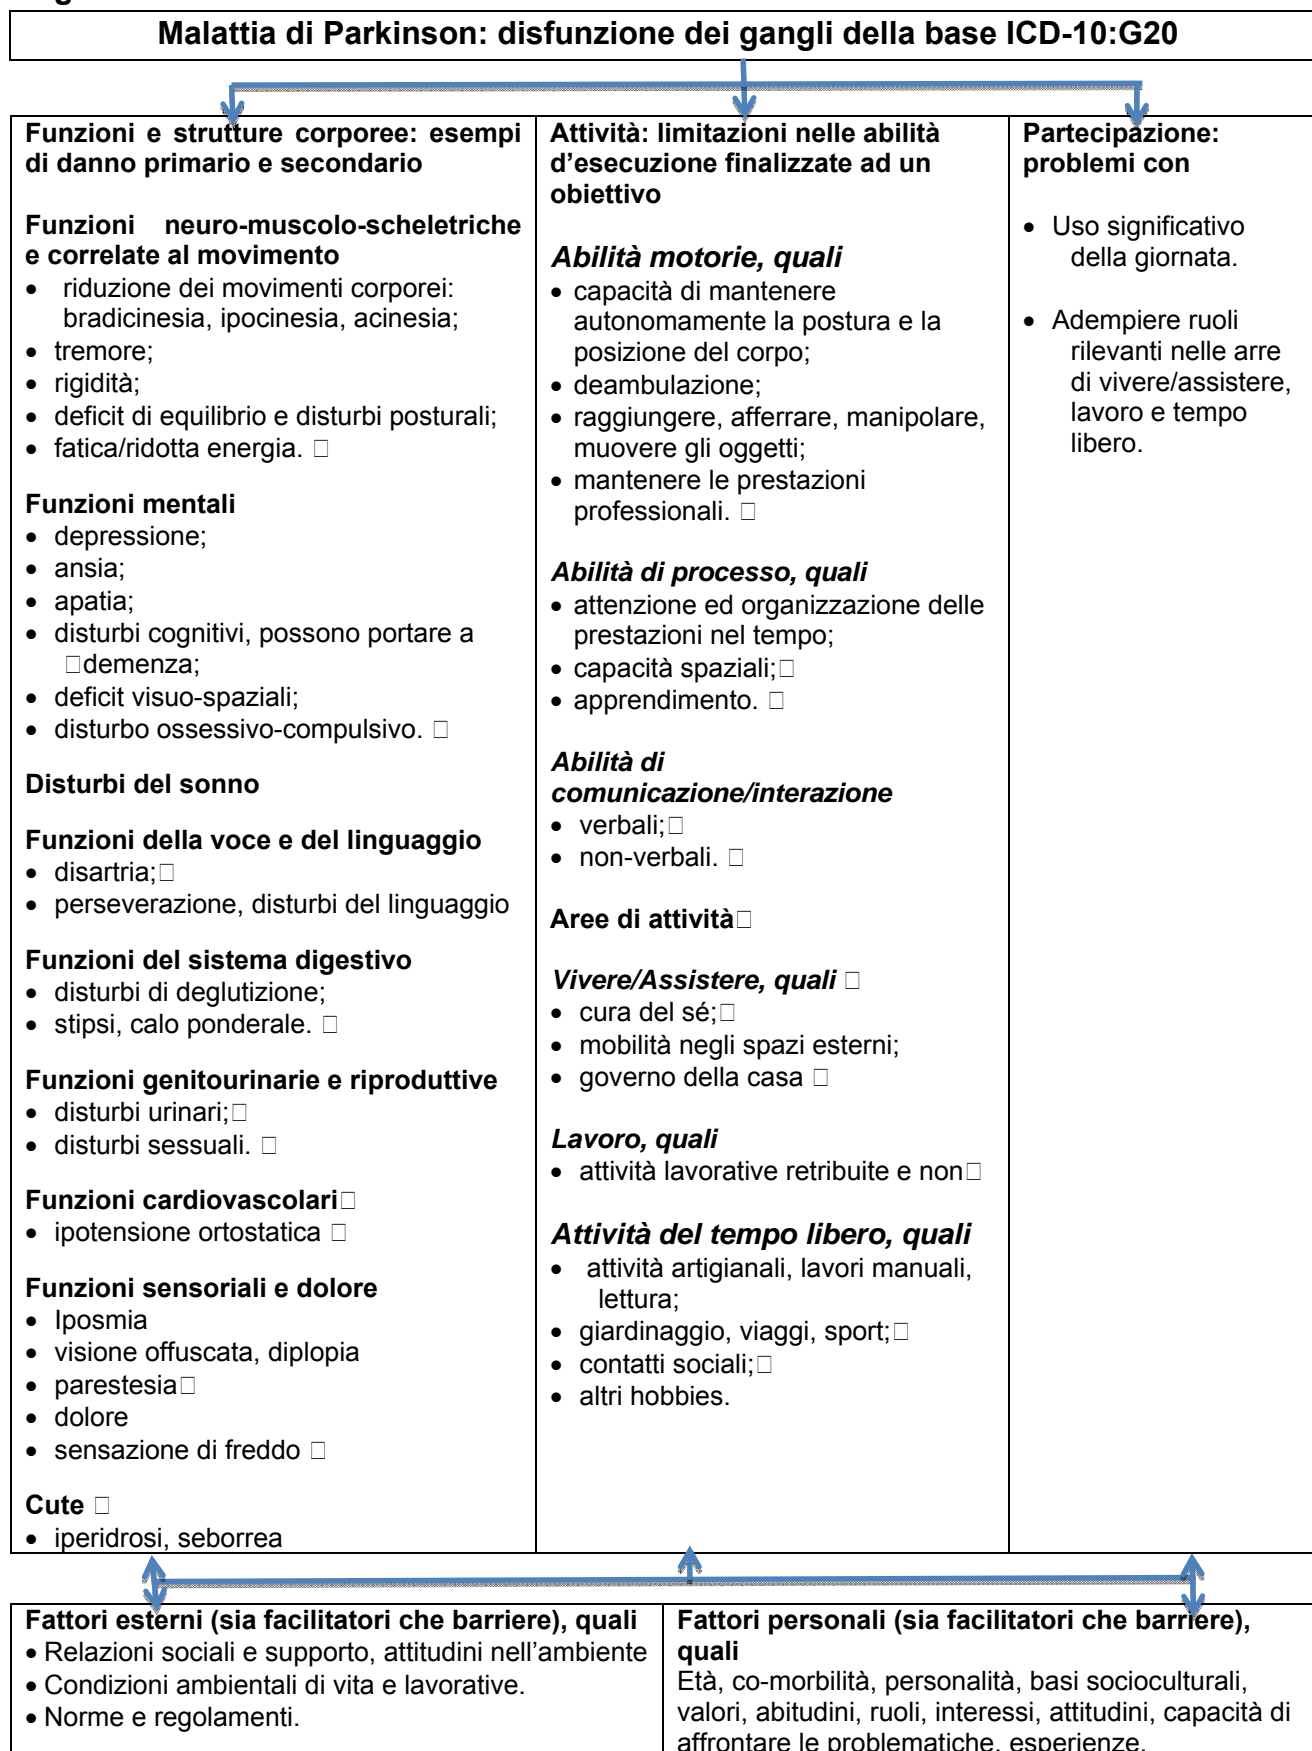 Malattia di Parkinson: disfunzione dei gangli della base ICD-10:G20
Funzioni e strutture corporee: esempi
di danno primario e secondario
Funzioni neuro-muscolo-scheletriche
e correlate al movimento
• riduzione dei movimenti corporei:
bradicinesia, ipocinesia, acinesia;
• tremore;
• rigidità;
• deficit di equilibrio e disturbi posturali;
• fatica/ridotta energia. □
Funzioni mentali
• depressione;
• ansia;
• apatia;
• disturbi cognitivi, possono portare a
□demenza;
• deficit visuo-spaziali;
• disturbo ossessivo-compulsivo. □
Disturbi del sonno
Funzioni della voce e del linguaggio
• disartria;□
• perseverazione, disturbi del linguaggio
Funzioni del sistema digestivo
• disturbi di deglutizione;
• stipsi, calo ponderale. □
Funzioni genitourinarie e riproduttive
• disturbi urinari;□
• disturbi sessuali. □
Funzioni cardiovascolari□
• ipotensione ortostatica □
Funzioni sensoriali e dolore
• Iposmia
• visione offuscata, diplopia
• parestesia□
• dolore
• sensazione di freddo □
Cute □
• iperidrosi, seborrea
Attività: limitazioni nelle abilità
d'esecuzione finalizzate ad un
obiettivo
Abilità motorie, quali
• capacità di mantenere
autonomamente la postura e la
posizione del corpo;
• deambulazione;
• raggiungere, afferrare, manipolare,
muovere gli oggetti;
• mantenere le prestazioni
professionali. □
Abilità di processo, quali
• attenzione ed organizzazione delle
prestazioni nel tempo;
• capacità spaziali;□
• apprendimento. □
Abilità di
comunicazione/interazione
• verbali;□
• non-verbali. □
Aree di attività□
Vivere/Assistere, quali □
• cura del sé;□
• mobilità negli spazi esterni;
• governo della casa □
Lavoro, quali
• attività lavorative retribuite e non□
Attività del tempo libero, quali
• attività artigianali, lavori manuali,
lettura;
• giardinaggio, viaggi, sport;□
• contatti sociali;□
• altri hobbies.
Partecipazione:
problemi con
• Uso significativo
della giornata.
• Adempiere ruoli
rilevanti nelle arre
di vivere/assistere,
lavoro e tempo
libero.
Fattori esterni (sia facilitatori che barriere), quali
• Relazioni sociali e supporto, attitudini nell'ambiente
• Condizioni ambientali di vita e lavorative.
• Norme e regolamenti.
Fattori personali (sia facilitatori che barriere),
quali
Età, co-morbilità, personalità, basi socioculturali,
valori, abitudini, ruoli, interessi, attitudini, capacità di
affrontare le problematiche, esperienze.